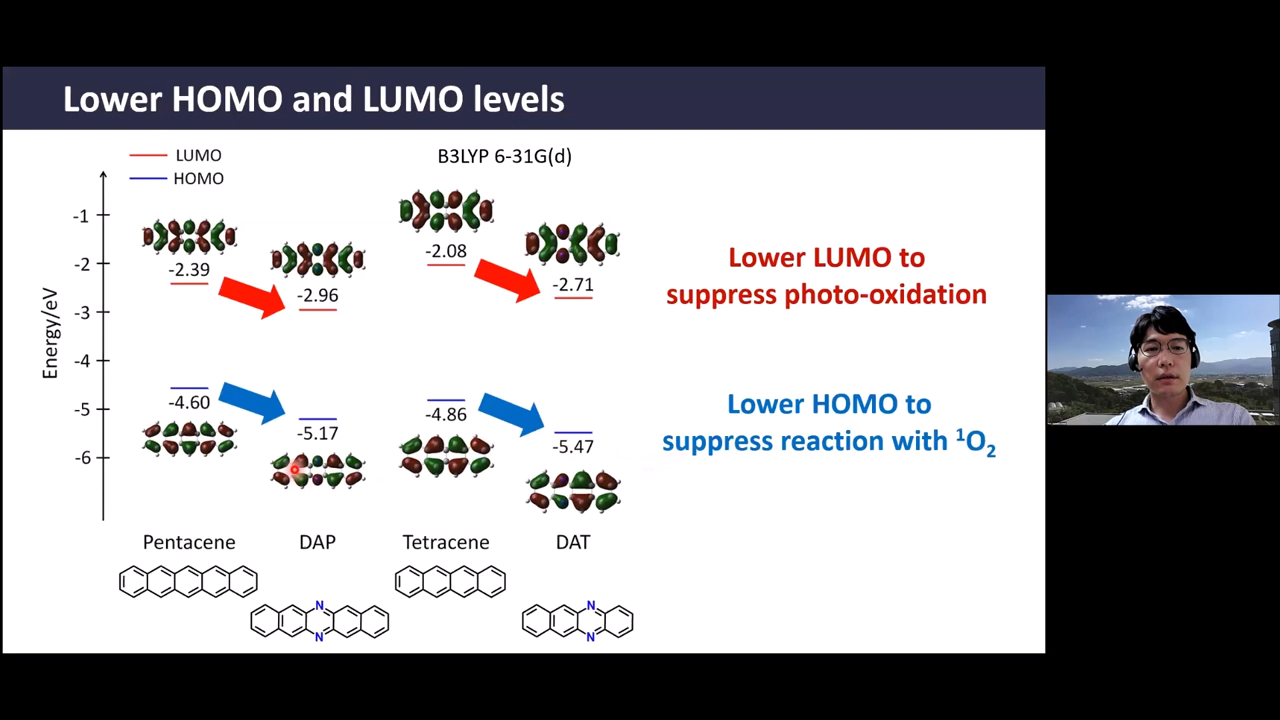 Lower HOMO and LUMO levels
LUMO
HOMO
B3LYP 6-31G(d)
Energy/eV
-1
-2
-3
-4
-5
-6
-2.39
-2.96
-2.08
-2.71
-4.60
-5.17
-4.86
-5.47
Lower LUMO to
suppress photo-oxidation
Lower HOMO to
suppress reaction with ¹O₂
Pentacene
DAP
Tetracene
DAT
N
N
N
N